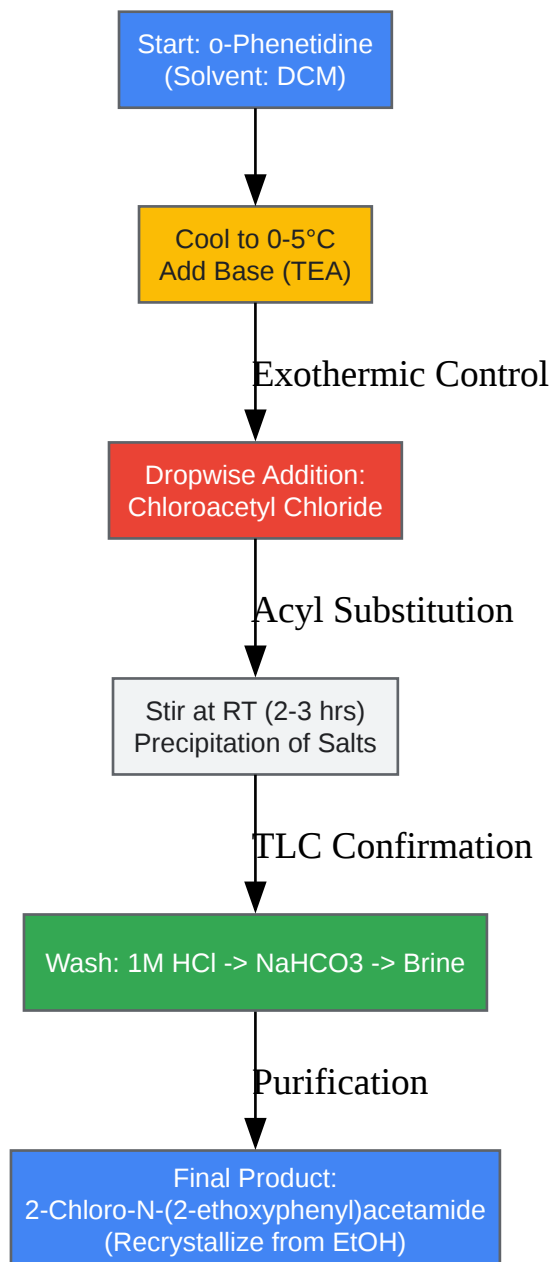 Start: o-Phenetidine
(Solvent: DCM)
Cool to 0-5°C
Add Base (TEA)
Exothermic Control
Dropwise Addition:
Chloroacetyl Chloride
Acyl Substitution
Stir at RT (2-3 hrs)
Precipitation of Salts
TLC Confirmation
Wash: 1M HCl -> NaHCO3 -> Brine
Purification
Final Product:
2-Chloro-N-(2-ethoxyphenyl)acetamide
(Recrystallize from EtOH)